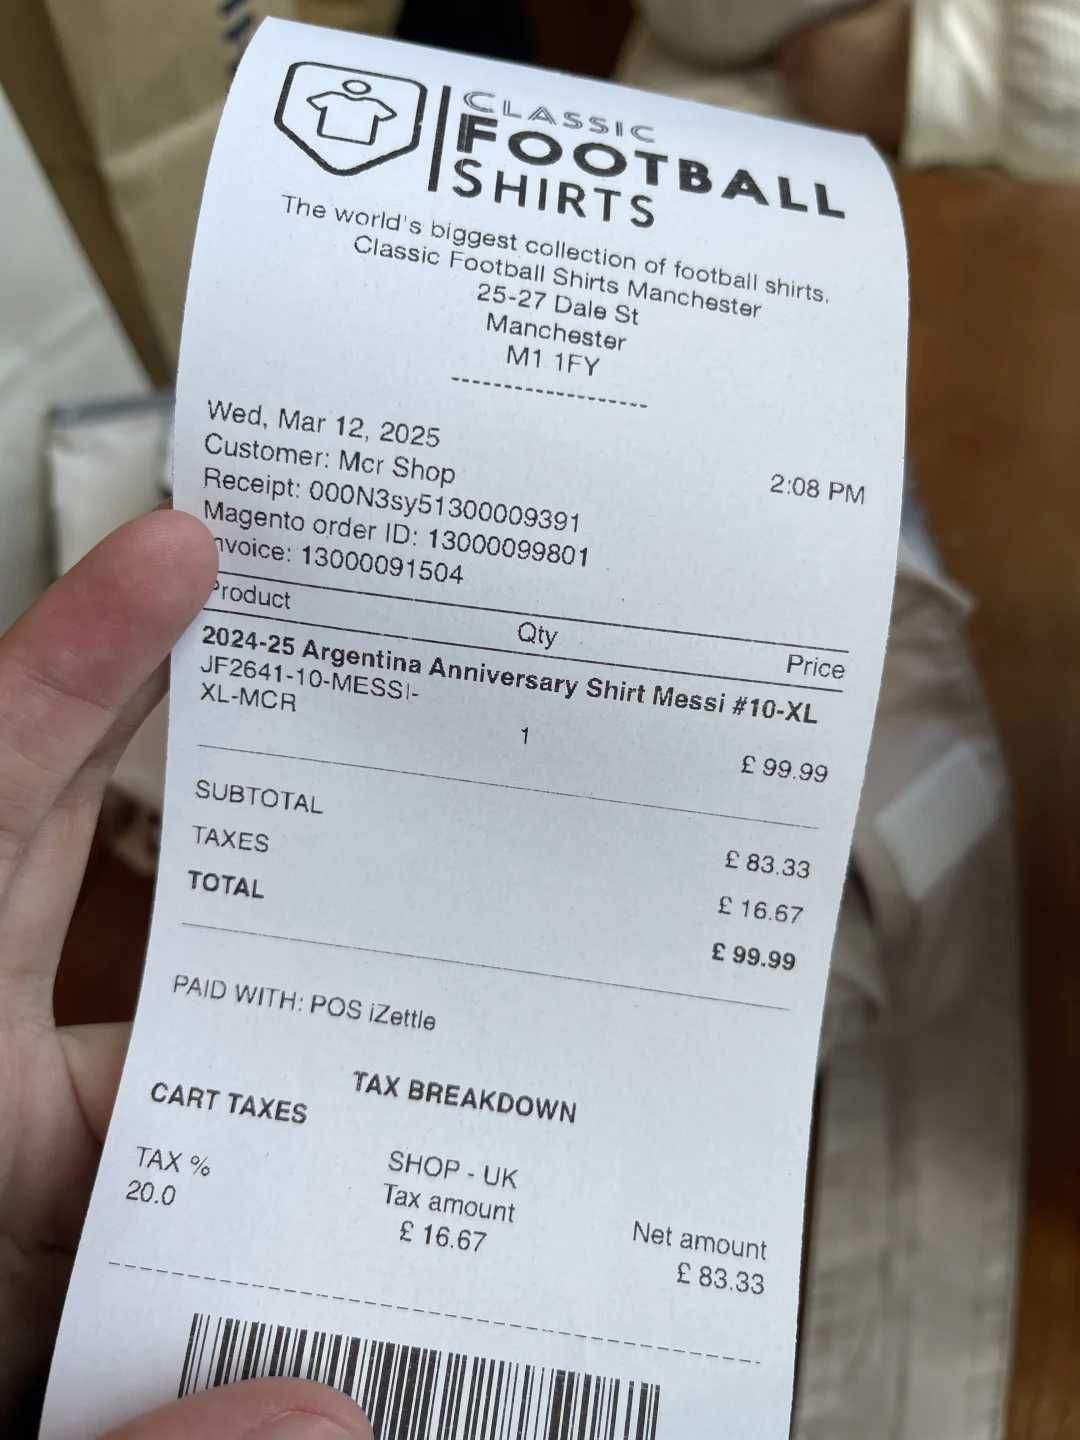 CLASSIC
FOOTBALL
SHIRTS
The world's biggest collection of football shirts.
Classic Football Shirts Manchester
25-27 Dale St
Manchester
M1 1FY
--------------------
Wed, Mar 12, 2025 2:08 PM
Customer: Mcr Shop
Receipt: 000N3sy51300009391
Magento order ID: 13000099801
nvoice: 13000091504
Product Qty Price
2024-25 Argentina Anniversary Shirt Messi #10-XL
JF2641-10-MESSI-
XL-MCR
1 £ 99.99
SUBTOTAL £ 83.33
TAXES £ 16.67
TOTAL £ 99.99
PAID WITH: POS iZettle
TAX BREAKDOWN
CART TAXES
SHOP - UK
TAX % Tax amount Net amount
20.0 £ 16.67 £ 83.33